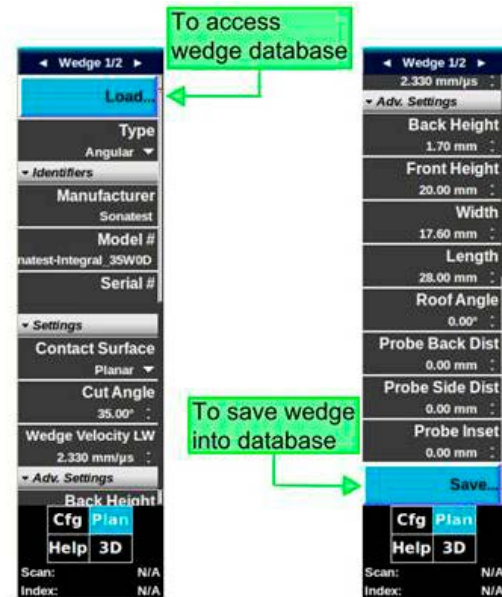 To access
wedge database
◄ Wedge 1/2 ►
Load...
Type
Angular
Identifiers
Manufacturer
Sonatest
Model #
natest-Integral_35W0D
Serial #
Settings
Contact Surface
Planar
Cut Angle
35.00°
Wedge Velocity LW
2.330 mm/µs
Adv. Settings
Back Height
Cfg Plan
Help 3D
Scan: N/A
Index: N/A
To save wedge
into database
◄ Wedge 1/2 ►
2.330 mm/µs
Adv. Settings
Back Height
1.70 mm
Front Height
20.00 mm
Width
17.60 mm
Length
28.00 mm
Roof Angle
0.00°
Probe Back Dist
0.00 mm
Probe Side Dist
0.00 mm
Probe Inset
0.00 mm
Save...
Cfg Plan
Help 3D
Scan: N/A
Index: N/A